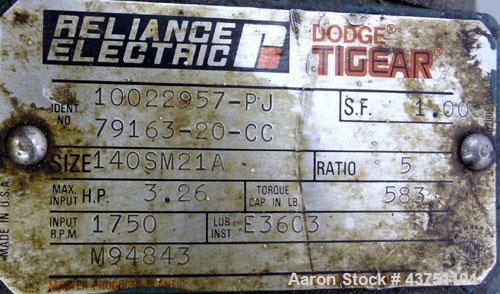 RELIANCE ELECTRIC
DODGE® TIGEAR®
IDENT. NO 10022957-PJ
79163-20-CC
S.F. 1.00
SIZE 140SM21A
RATIO 5
MAX. INPUT H.P. 3.26
TORQUE CAP IN LB. 583
INPUT R.P.M. 1750
LUB INST E3603
M94843
MADE IN U.S.A.
Aaron Stock #